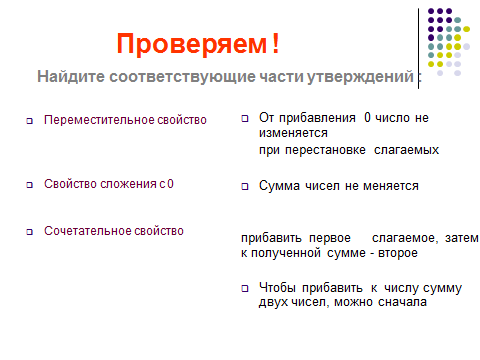 Проверяем !
Найдите соответствующие части утверждений :
Переместительное свойство
Свойство сложения с 0
Сочетательное свойство
От прибавления 0 число не
изменяется
при перестановке слагаемых
Сумма чисел не меняется
прибавить первое слагаемое, затем
к полученной сумме - второе
Чтобы прибавить к числу сумму
двух чисел, можно сначала